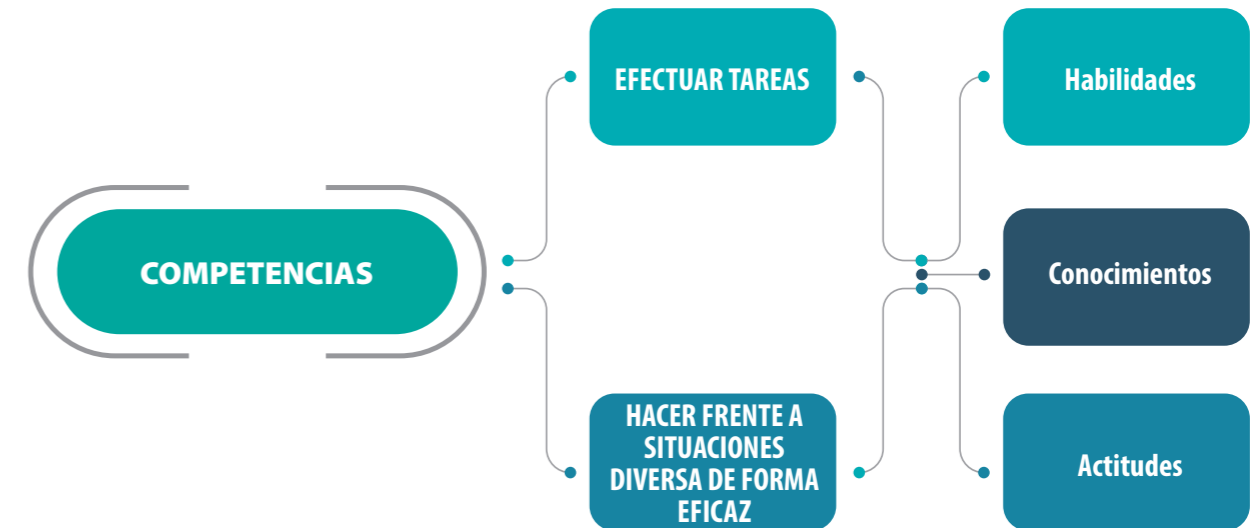 COMPETENCIAS
EFECTUAR TAREAS
HACER FRENTE A
SITUACIONES
DIVERSA DE FORMA
EFICAZ
Habilidades
Conocimientos
Actitudes